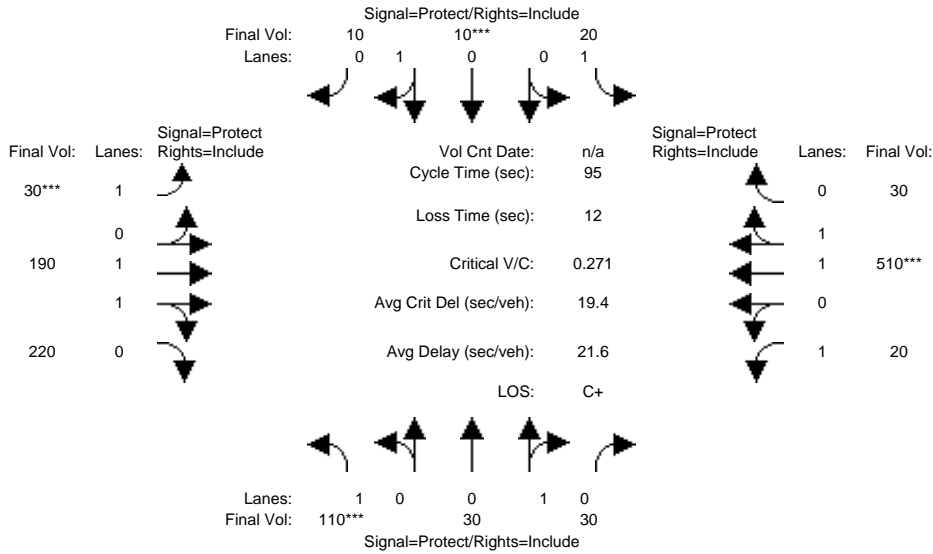 Signal=Protect/Rights=Include
Final Vol: 10 10*** 20
Lanes: 0 1 0 0 1
Signal=Protect Signal=Protect
Final Vol: Lanes: Rights=Include Vol Cnt Date: n/a Rights=Include Lanes: Final Vol:
Cycle Time (sec): 95
30*** 1 0 30
Loss Time (sec): 12
0 1
190 1 Critical V/C: 0.271 1 510***
1 Avg Crit Del (sec/veh): 19.4 0
220 0 Avg Delay (sec/veh): 21.6 1 20
LOS: C+
Lanes: 1 0 0 1 0
Final Vol: 110*** 30 30
Signal=Protect/Rights=Include